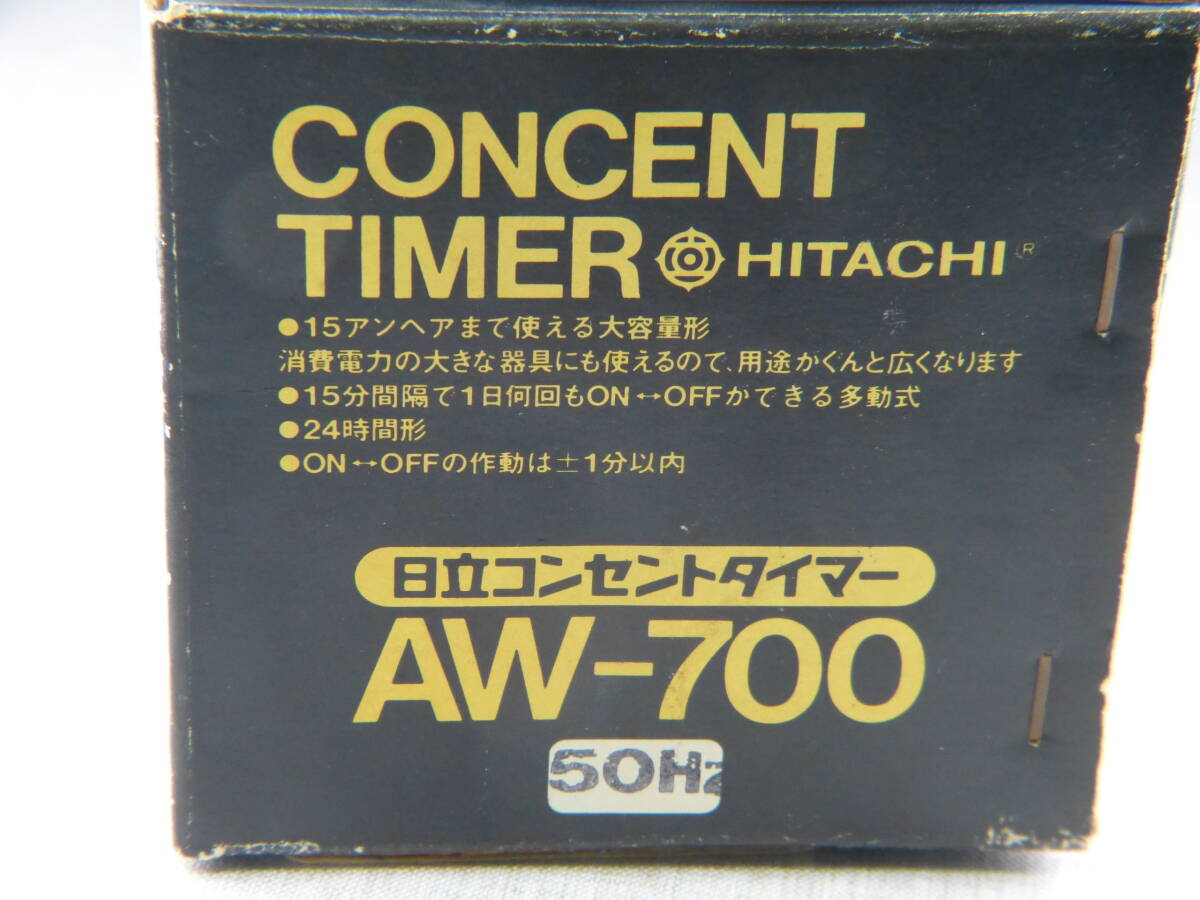 CONCENT
TIMER HITACHI ®
●15アンペアまで使える大容量形
消費電力の大きな器具にも使えるので、用途がぐんと広くなります
●15分間隔で1日何回もON↔OFFができる多動式
●24時間形
●ON↔OFFの作動は±1分以内
日立コンセントタイマー
AW-700
50Hz